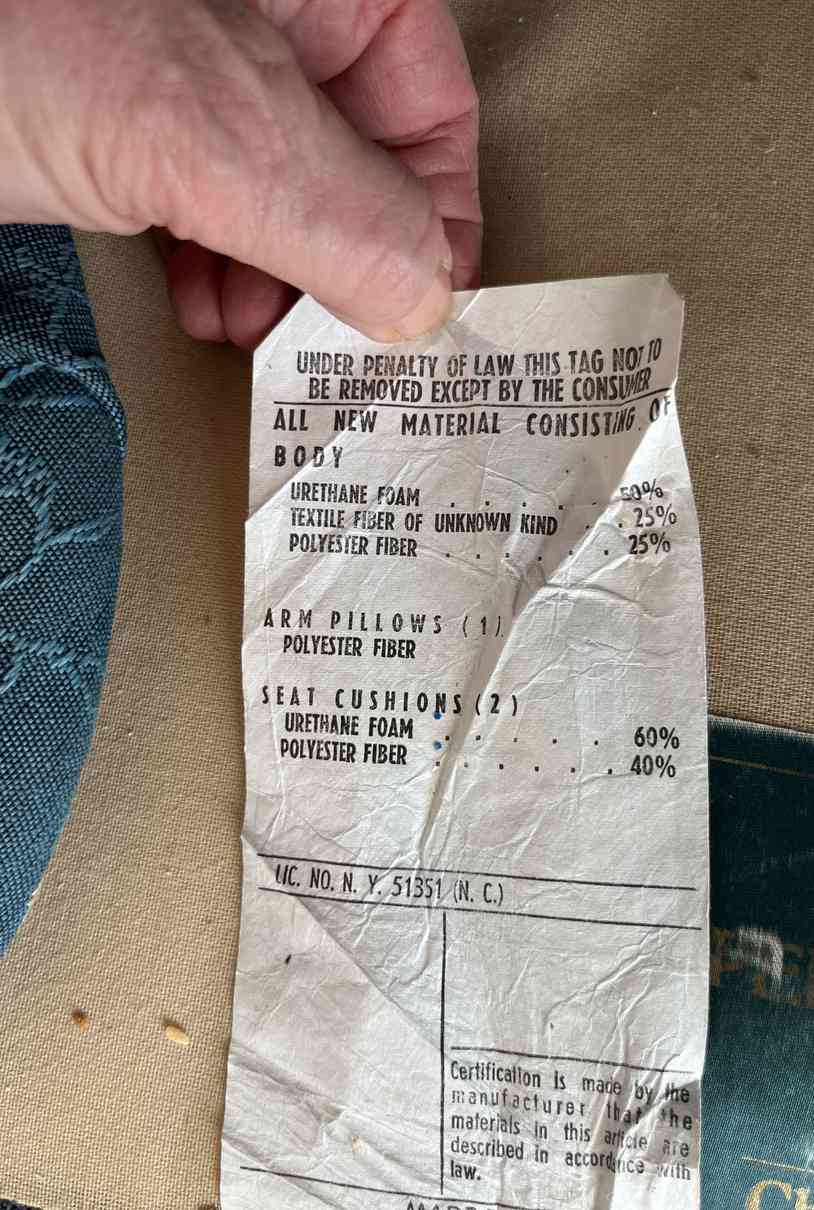 UNDER PENALTY OF LAW THIS TAG NOT TO
BE REMOVED EXCEPT BY THE CONSUMER
ALL NEW MATERIAL CONSISTING OF
BODY
URETHANE FOAM . . . . . 50%
TEXTILE FIBER OF UNKNOWN KIND . . 25%
POLYESTER FIBER . . . . . . 25%
ARM PILLOWS (1)
POLYESTER FIBER
SEAT CUSHIONS (2)
URETHANE FOAM . . . . . 60%
POLYESTER FIBER . . . . . . 40%
LIC. NO. N. Y. 51351 (N. C.)
Certification is made by the
manufacturer that the
materials in this article are
described in accordance with
law.